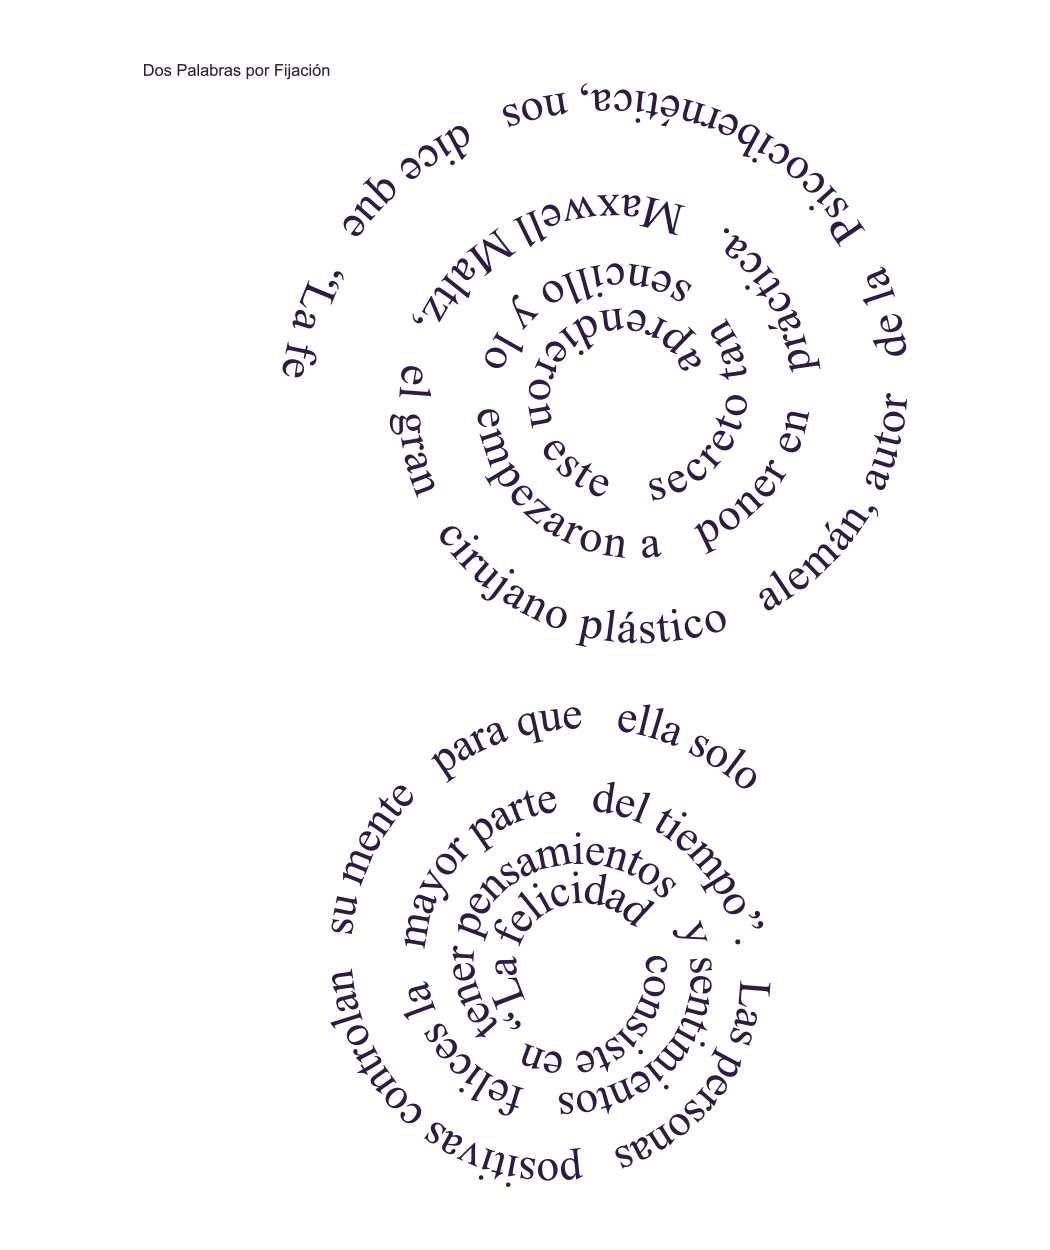 Dos Palabras por Fijación
aprendieron este secreto tan sencillo y lo empezaron a poner en práctica. Maxwell Maltz, el gran cirujano plástico alemán, autor de la Psicocibernética, nos dice que “La fe
“La felicidad consiste en tener pensamientos y sentimientos felices la mayor parte del tiempo”. Las personas positivas controlan su mente para que ella solo